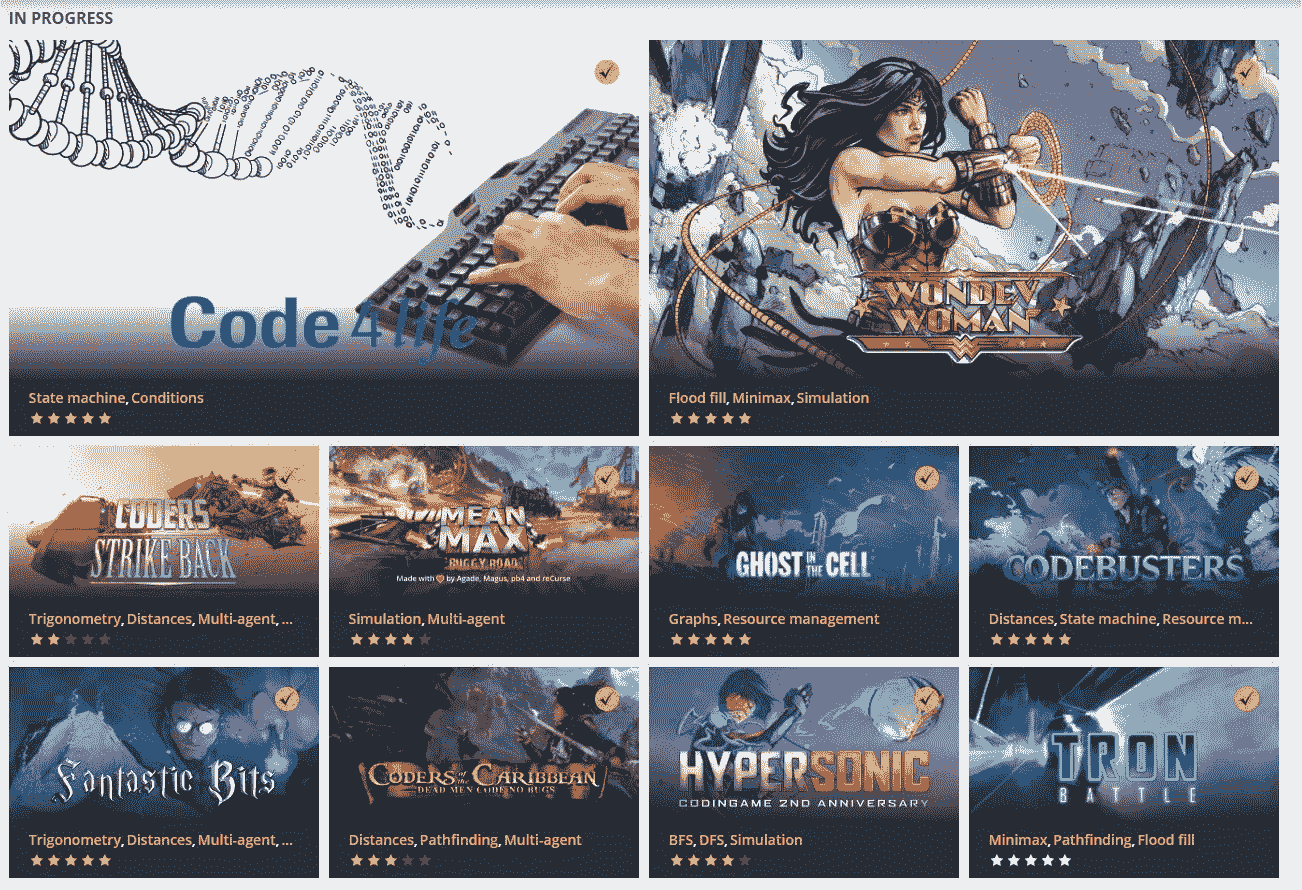 IN PROGRESS
Code4life
State machine, Conditions
WONDEV
WOMAN
Flood fill, Minimax, Simulation
CODERS
STRIKE BACK
Trigonometry, Distances, Multi-agent, ...
MEAN
MAX
BUGGY ROAD
Made with by Agade, Magus, pb4 and reCurse
Simulation, Multi-agent
GHOST IN THE CELL
Graphs, Resource management
CODEBUSTERS
Distances, State machine, Resource m...
Fantastic Bits
Trigonometry, Distances, Multi-agent, ...
CODERS of the CARIBBEAN
DEAD MEN CODE NO BUGS
Distances, Pathfinding, Multi-agent
HYPERSONIC
CODINGAME 2ND ANNIVERSARY
BFS, DFS, Simulation
TRON
BATTLE
Minimax, Pathfinding, Flood fill